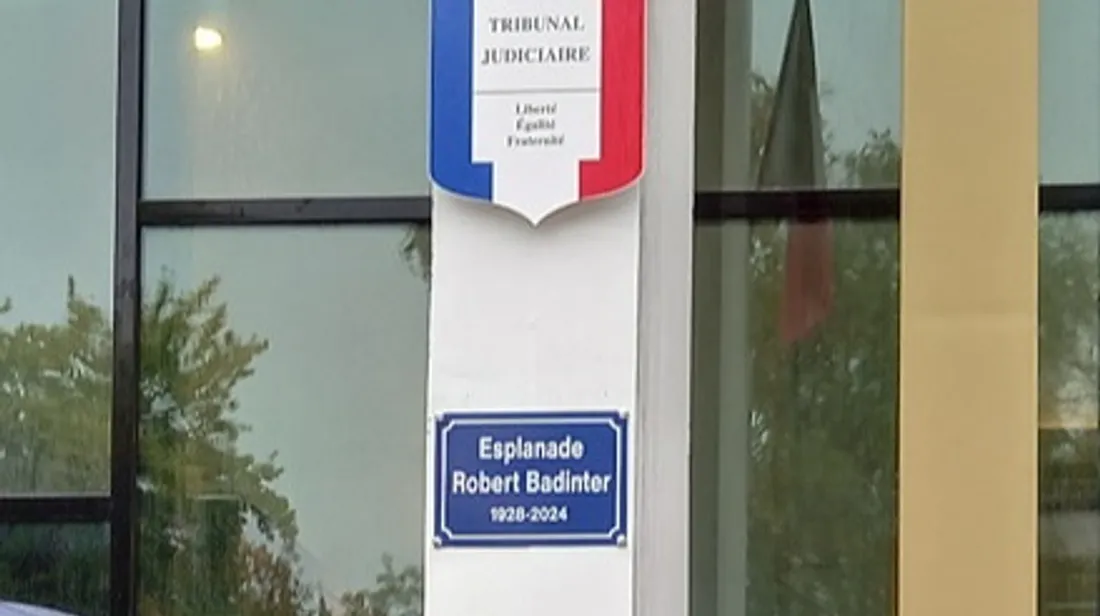 TRIBUNAL
JUDICIAIRE
Liberté
Égalité
Fraternité
Esplanade
Robert Badinter
1928-2024